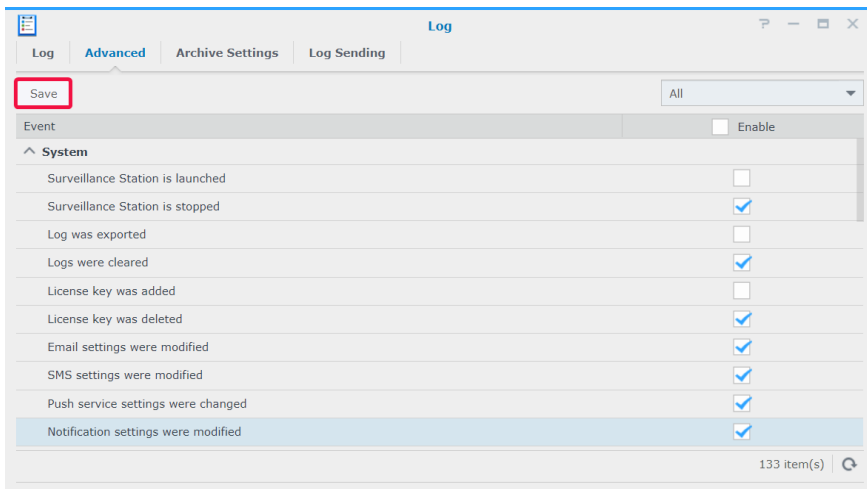 Log
Log Advanced Archive Settings Log Sending
Save All
Event Enable
System
Surveillance Station is launched
Surveillance Station is stopped
Log was exported
Logs were cleared
License key was added
License key was deleted
Email settings were modified
SMS settings were modified
Push service settings were changed
Notification settings were modified
133 item(s)